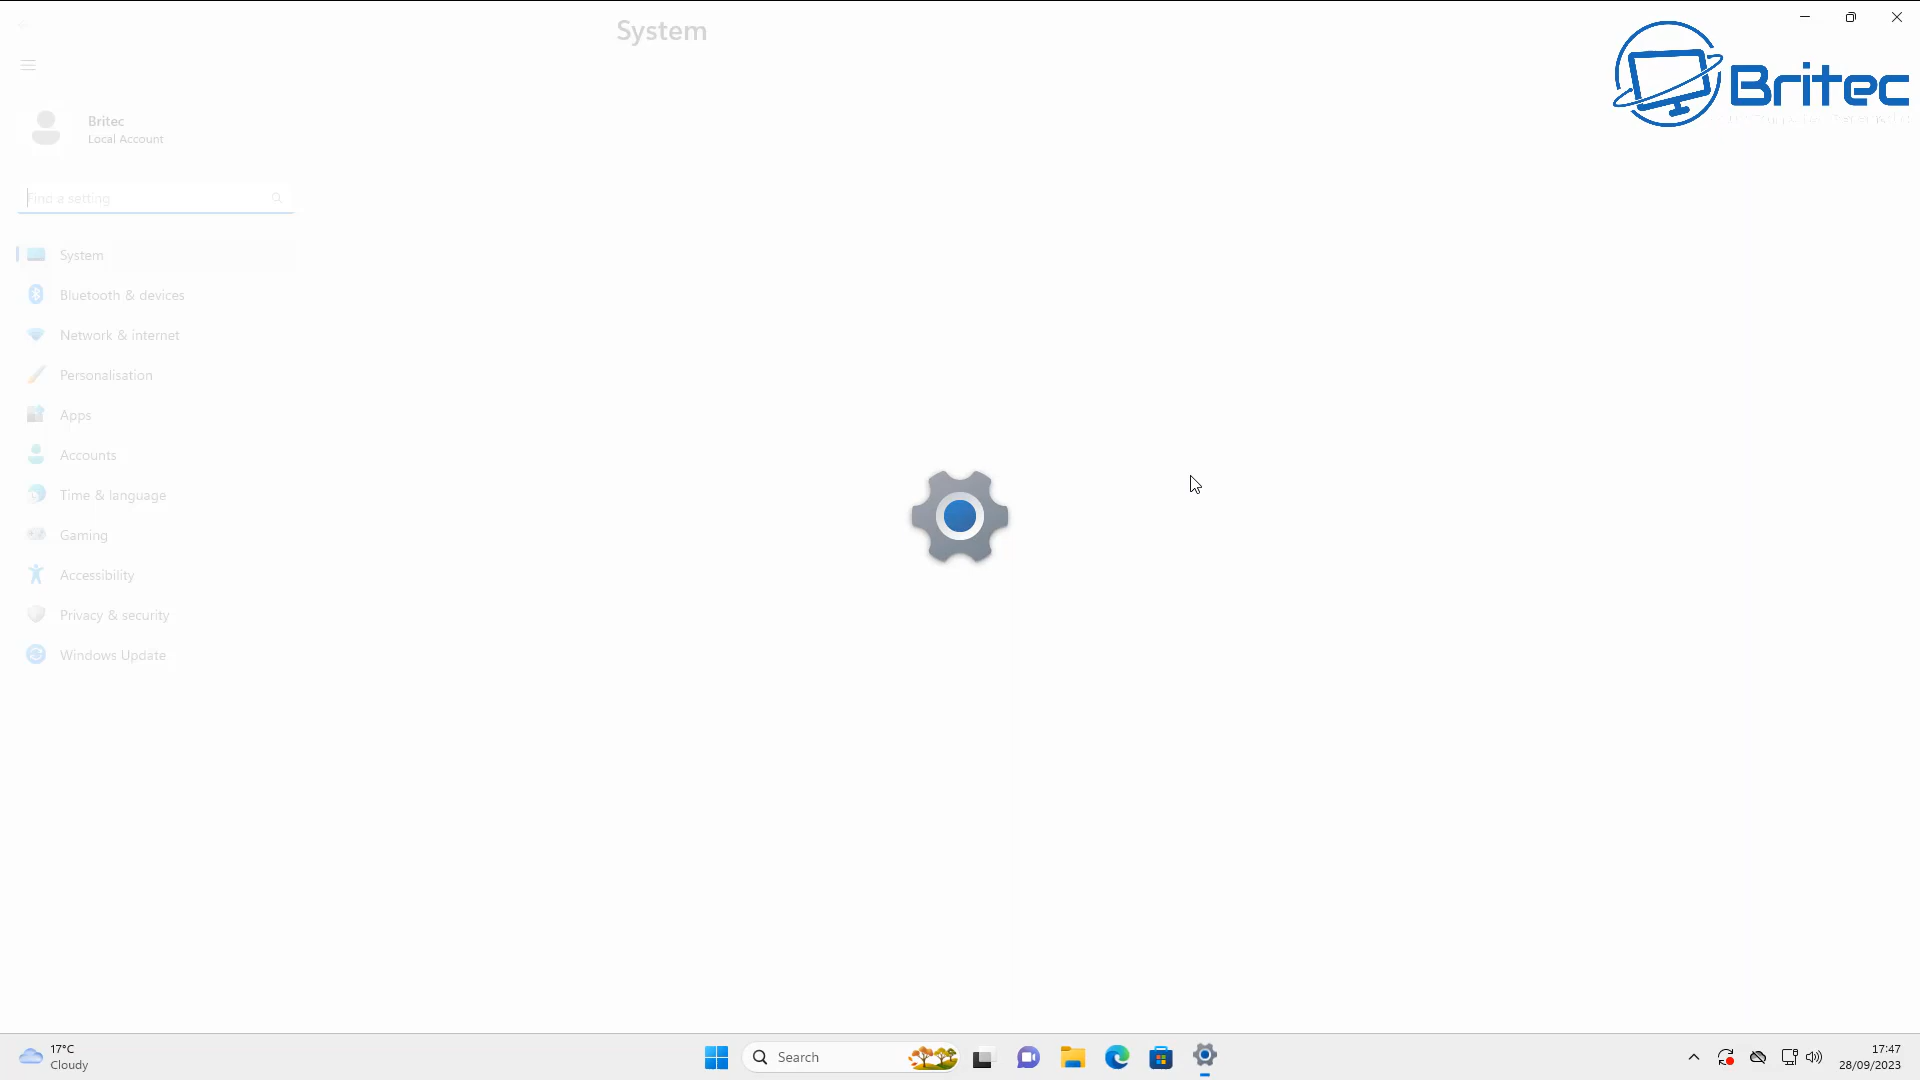 System
Britec
Britec
Local Account
Find a setting
System
Bluetooth & devices
Network & internet
Personalisation
Apps
Accounts
Time & language
Gaming
Accessibility
Privacy & security
Windows Update
17°C
Cloudy
Search
17:47
28/09/2023